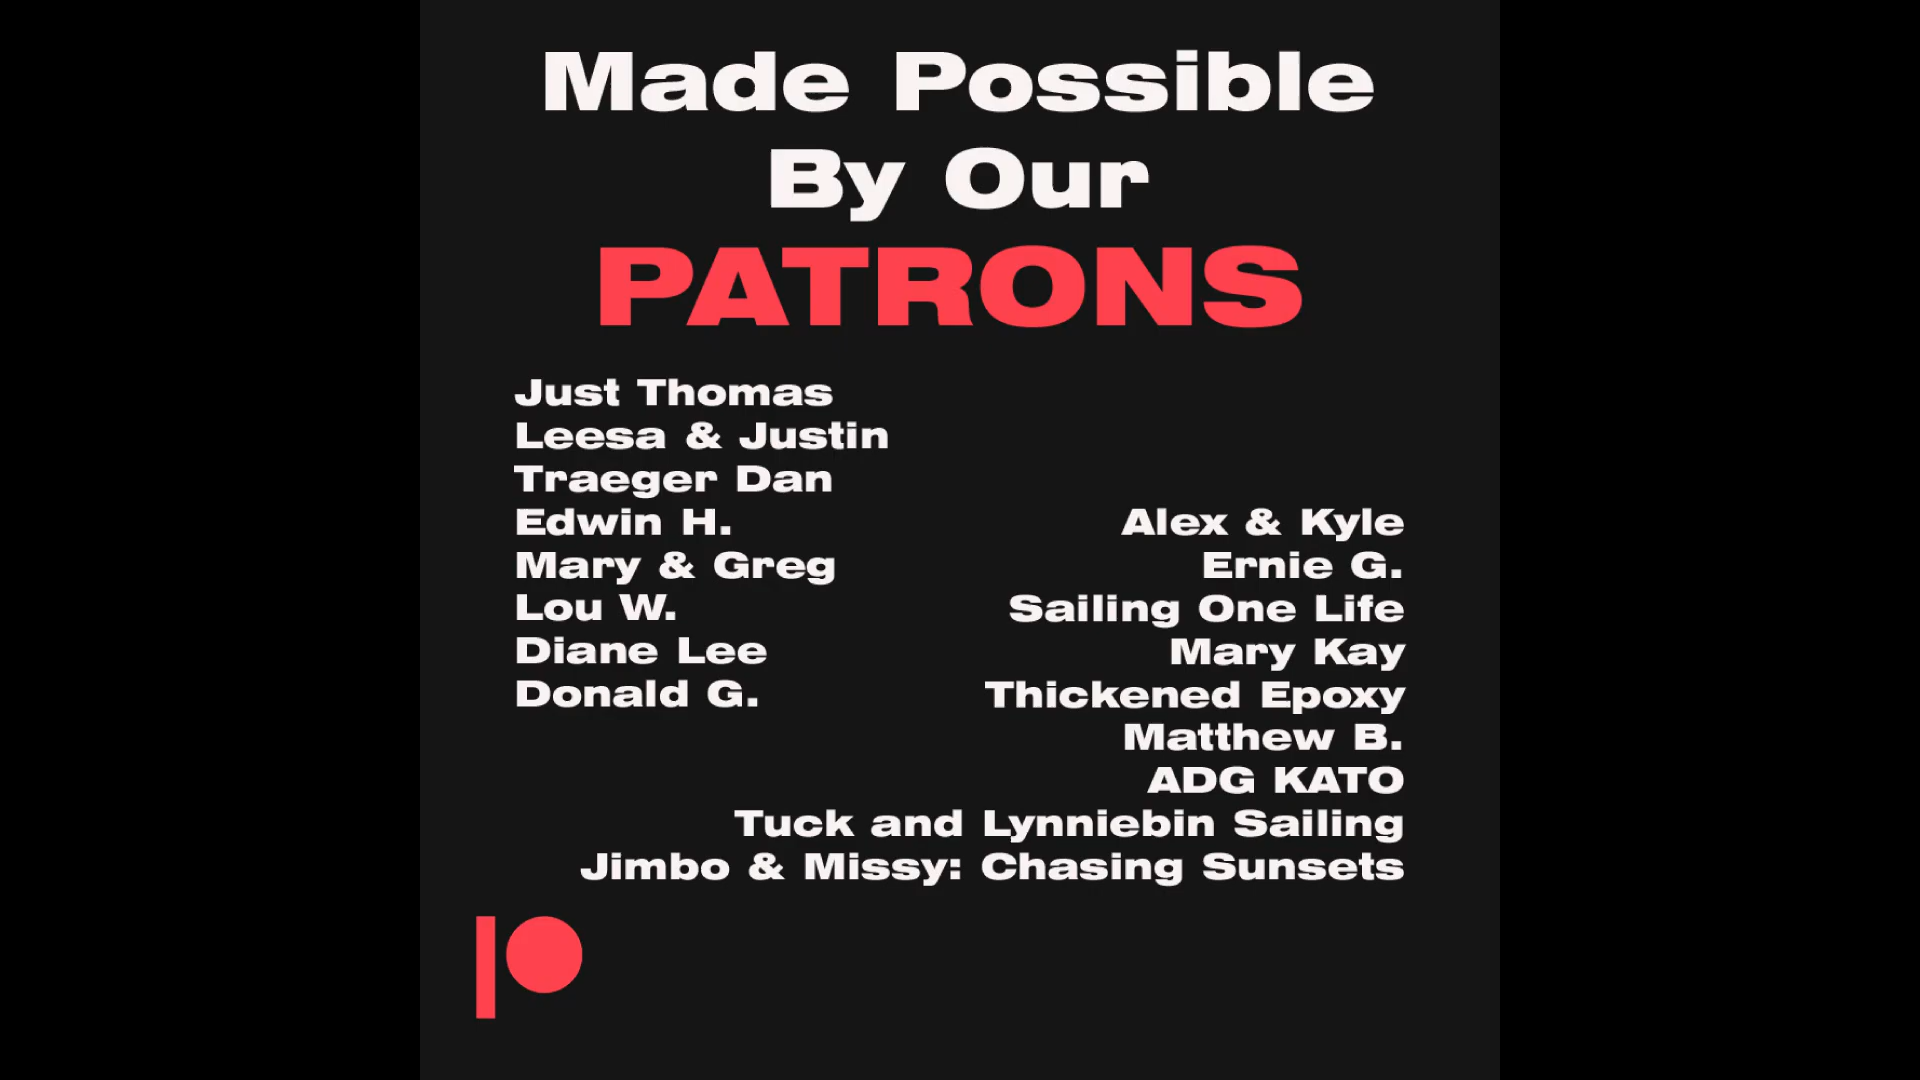 Made Possible
By Our
PATRONS
Just Thomas
Leesa & Justin
Traeger Dan
Edwin H.
Mary & Greg
Lou W.
Diane Lee
Donald G.
Alex & Kyle
Ernie G.
Sailing One Life
Mary Kay
Thickened Epoxy
Matthew B.
ADG KATO
Tuck and Lynniebin Sailing
Jimbo & Missy: Chasing Sunsets